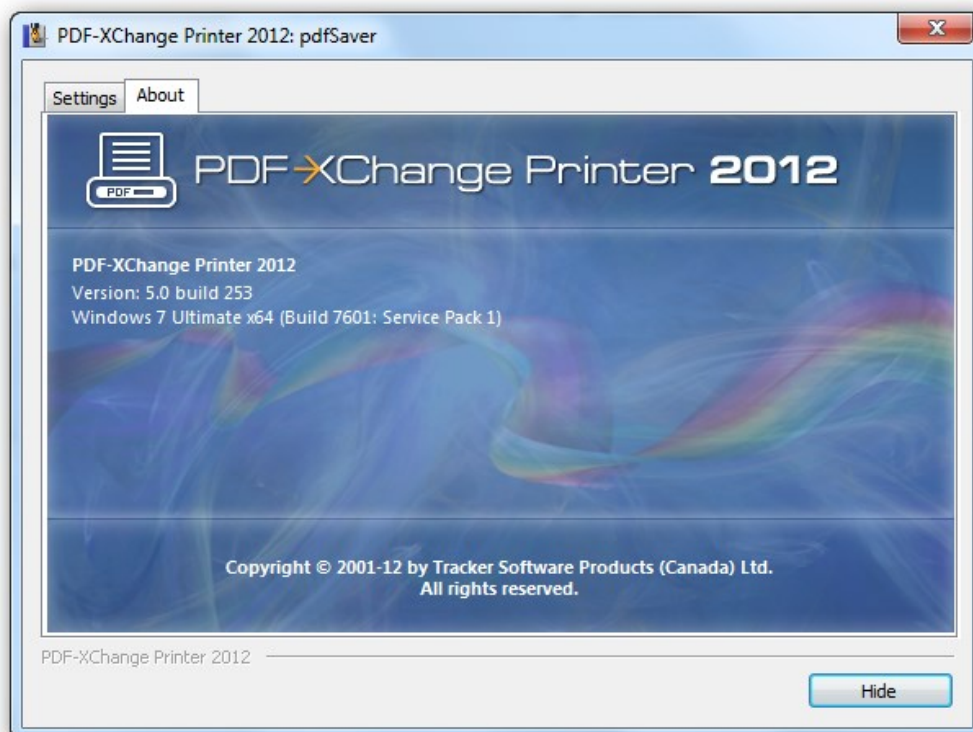 PDF-XChange Printer 2012: pdfSaver
X
Settings About
PDF
PDF-XChange Printer 2012
PDF-XChange Printer 2012
Version: 5.0 build 253
Windows 7 Ultimate x64 (Build 7601: Service Pack 1)
Copyright © 2001-12 by Tracker Software Products (Canada) Ltd.
All rights reserved.
PDF-XChange Printer 2012
Hide